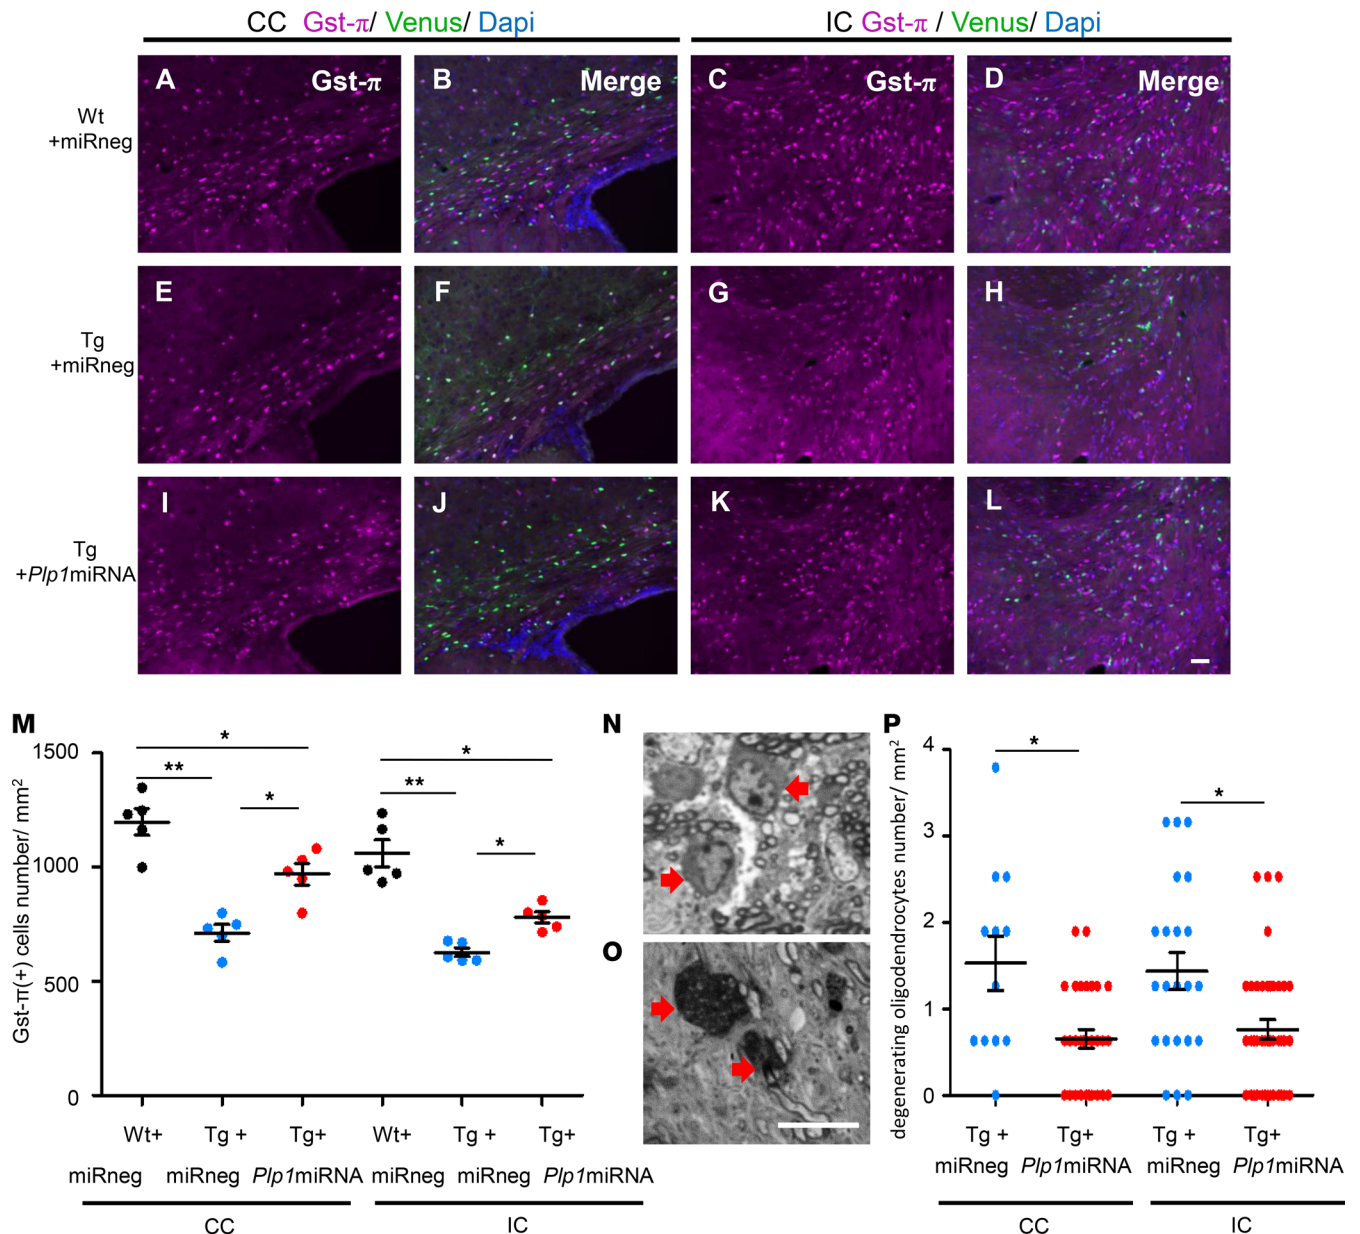 CC Gst-π/ Venus/ Dapi
IC Gst-π / Venus/ Dapi
Wt
+miRneg
A Gst-π
B Merge
C Gst-π
D Merge
Tg
+miRneg
E
F
G
H
Tg
+Plp1miRNA
I
J
K
L
M
Gst-π(+) cells number/ mm²
1500
1000
500
0
*
**
*
*
**
*
Wt+ Tg + Tg+ Wt+ Tg + Tg+
miRneg miRneg Plp1miRNA miRneg miRneg Plp1miRNA
CC IC
N
O
P
degenerating oligodendrocytes number/ mm²
4
3
2
1
0
*
*
Tg + Tg+ Tg + Tg+
miRneg Plp1miRNA miRneg Plp1miRNA
CC IC